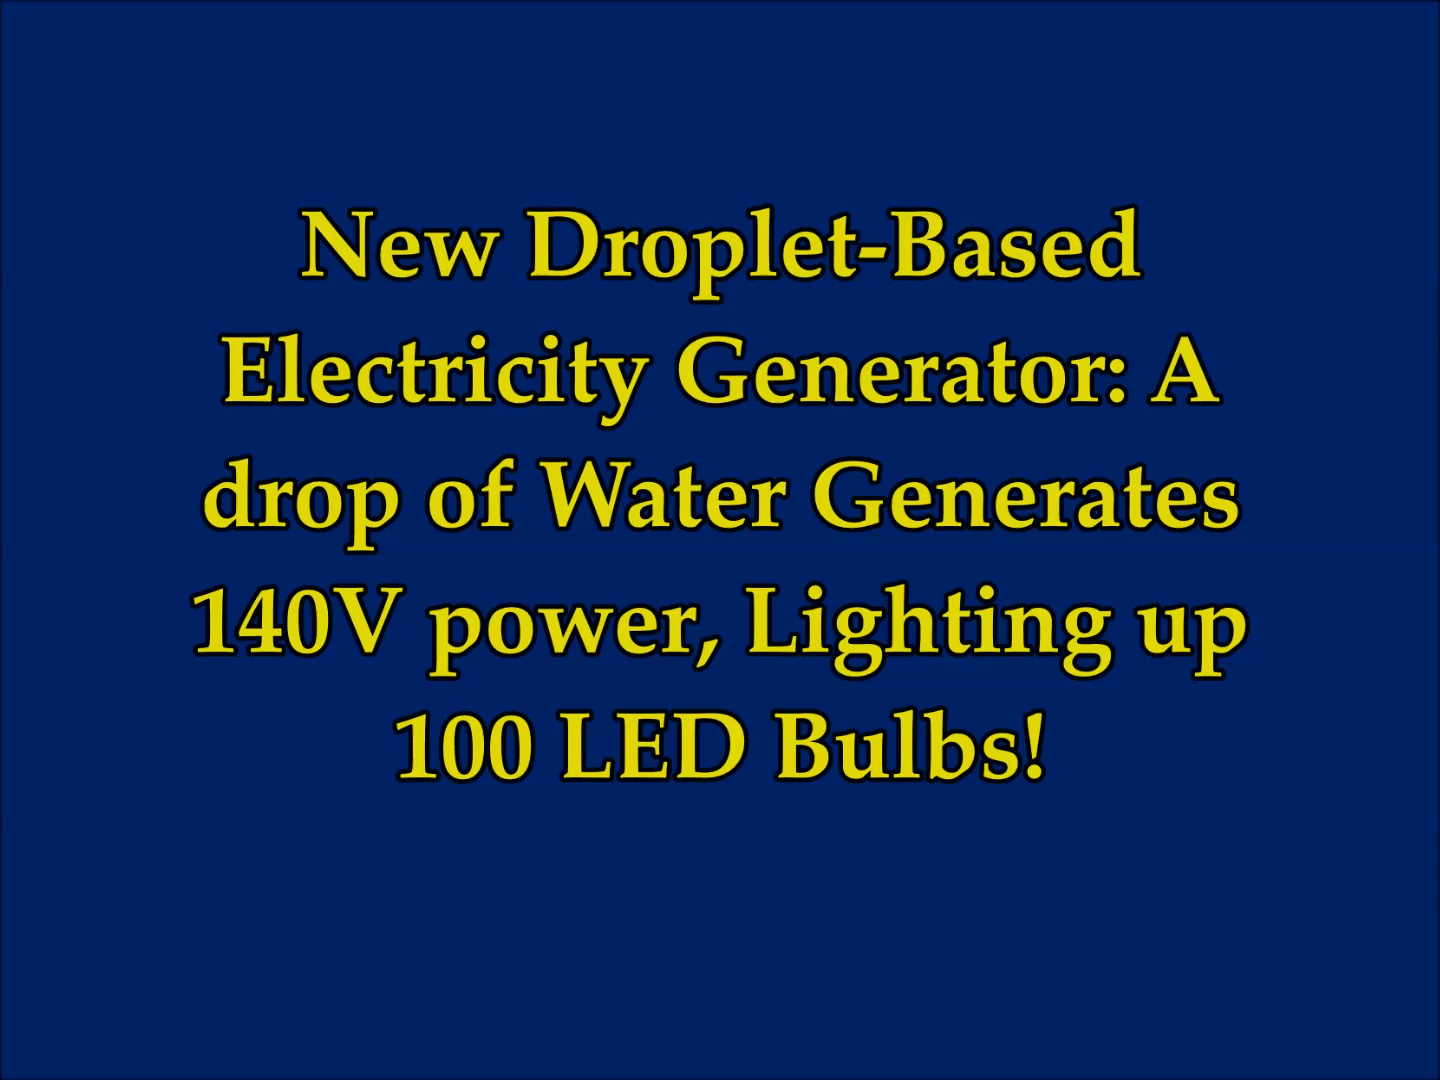 New Droplet-Based
Electricity Generator: A
drop of Water Generates
140V power, Lighting up
100 LED Bulbs!